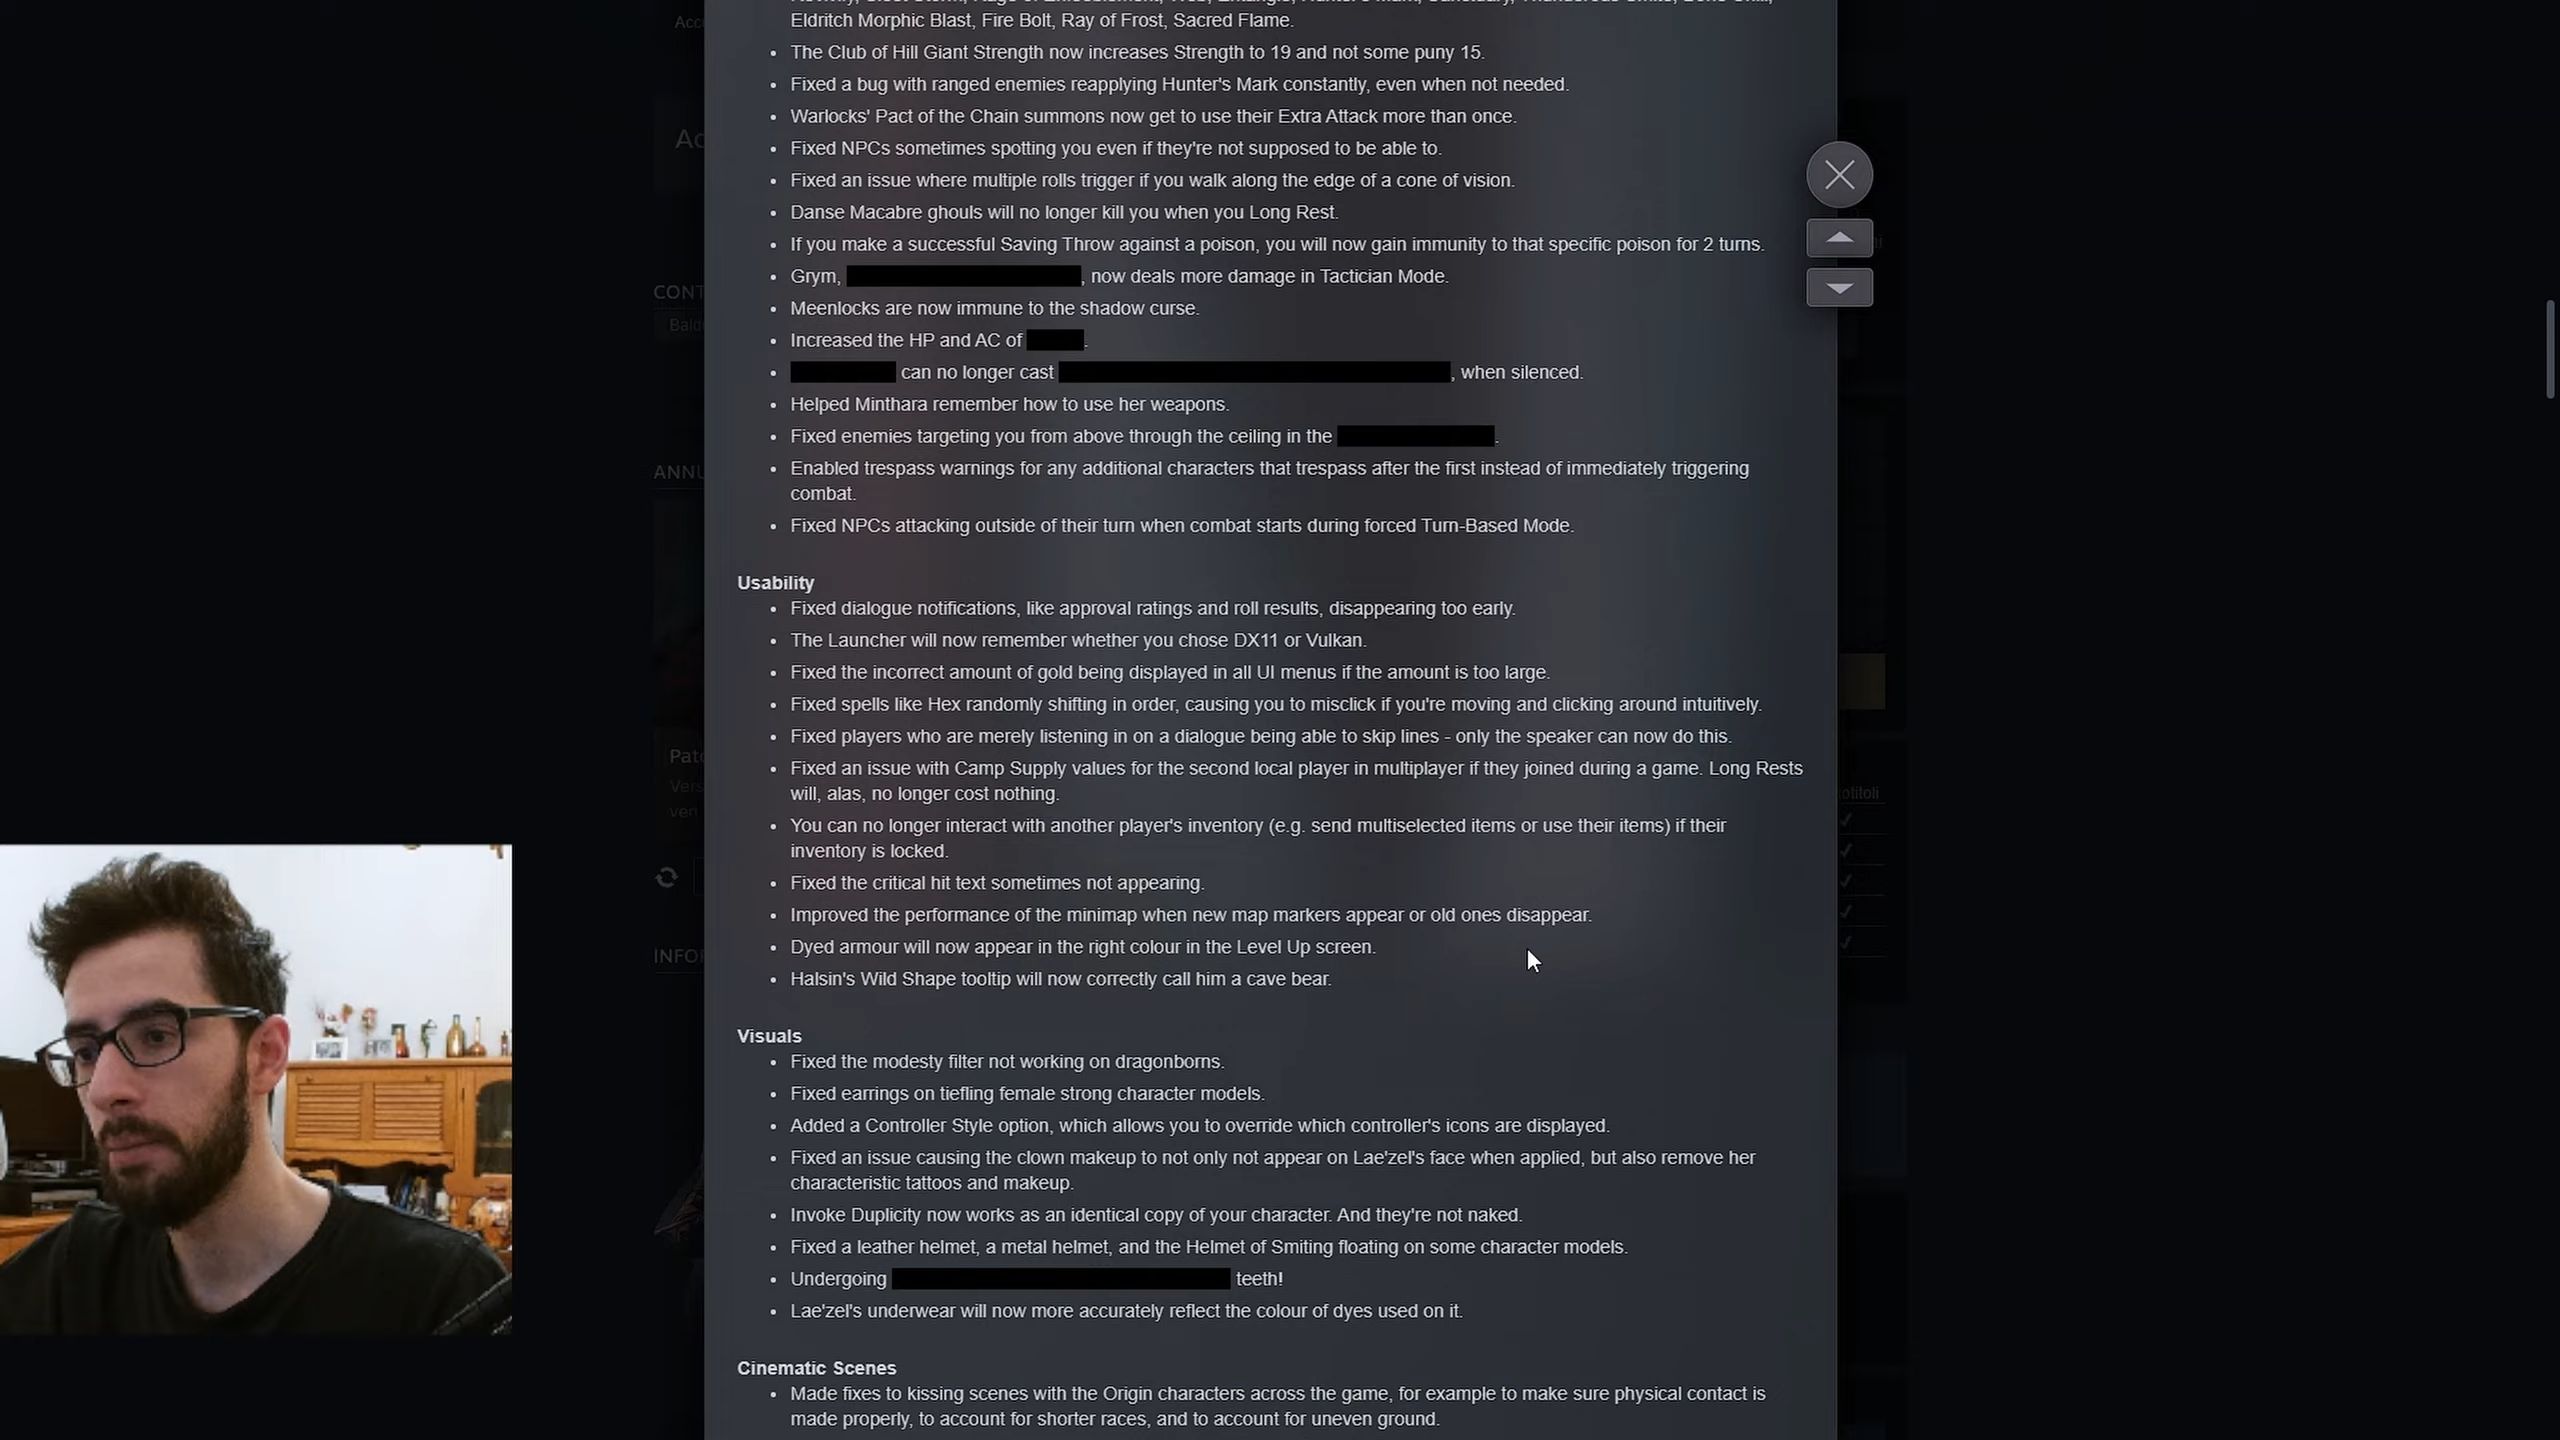 Eldritch Morphic Blast, Fire Bolt, Ray of Frost, Sacred Flame.
The Club of Hill Giant Strength now increases Strength to 19 and not some puny 15.
Fixed a bug with ranged enemies reapplying Hunter's Mark constantly, even when not needed.
Warlocks' Pact of the Chain summons now get to use their Extra Attack more than once.
Fixed NPCs sometimes spotting you even if they're not supposed to be able to.
Fixed an issue where multiple rolls trigger if you walk along the edge of a cone of vision.
Danse Macabre ghouls will no longer kill you when you Long Rest.
If you make a successful Saving Throw against a poison, you will now gain immunity to that specific poison for 2 turns.
Grym, , now deals more damage in Tactician Mode.
Meenlocks are now immune to the shadow curse.
Increased the HP and AC of .
can no longer cast , when silenced.
Helped Minthara remember how to use her weapons.
Fixed enemies targeting you from above through the ceiling in the .
Enabled trespass warnings for any additional characters that trespass after the first instead of immediately triggering
combat.
Fixed NPCs attacking outside of their turn when combat starts during forced Turn-Based Mode.
Usability
Fixed dialogue notifications, like approval ratings and roll results, disappearing too early.
The Launcher will now remember whether you chose DX11 or Vulkan.
Fixed the incorrect amount of gold being displayed in all UI menus if the amount is too large.
Fixed spells like Hex randomly shifting in order, causing you to misclick if you're moving and clicking around intuitively.
Fixed players who are merely listening in on a dialogue being able to skip lines - only the speaker can now do this.
Fixed an issue with Camp Supply values for the second local player in multiplayer if they joined during a game. Long Rests
will, alas, no longer cost nothing.
You can no longer interact with another player's inventory (e.g. send multiselected items or use their items) if their
inventory is locked.
Fixed the critical hit text sometimes not appearing.
Improved the performance of the minimap when new map markers appear or old ones disappear.
Dyed armour will now appear in the right colour in the Level Up screen.
Halsin's Wild Shape tooltip will now correctly call him a cave bear.
Visuals
Fixed the modesty filter not working on dragonborns.
Fixed earrings on tiefling female strong character models.
Added a Controller Style option, which allows you to override which controller's icons are displayed.
Fixed an issue causing the clown makeup to not only not appear on Lae'zel's face when applied, but also remove her
characteristic tattoos and makeup.
Invoke Duplicity now works as an identical copy of your character. And they're not naked.
Fixed a leather helmet, a metal helmet, and the Helmet of Smiting floating on some character models.
Undergoing teeth!
Lae'zel's underwear will now more accurately reflect the colour of dyes used on it.
Cinematic Scenes
Made fixes to kissing scenes with the Origin characters across the game, for example to make sure physical contact is
made properly, to account for shorter races, and to account for uneven ground.